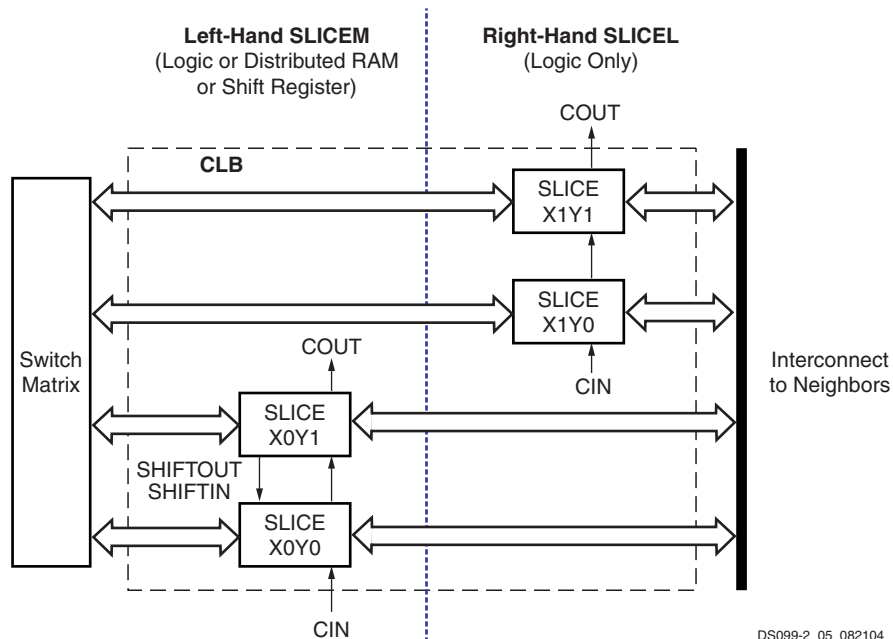 Left-Hand SLICEM
(Logic or Distributed RAM
or Shift Register)
Right-Hand SLICEL
(Logic Only)
COUT
CLB
SLICE
X1Y1
SLICE
X1Y0
COUT
CIN
Switch
Matrix
Interconnect
to Neighbors
SLICE
X0Y1
SHIFTOUT
SHIFTIN
SLICE
X0Y0
CIN
DS099-2_05_082104